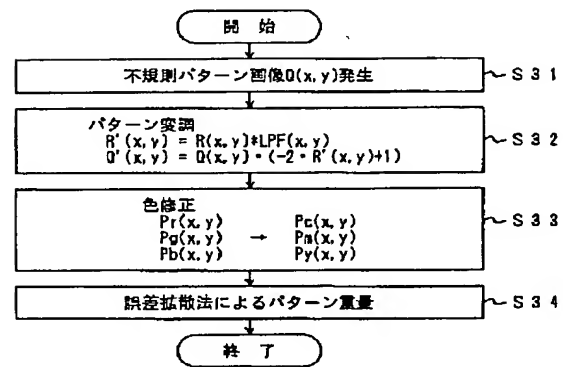 開 始
不規則パターン画像Q(x,y)発生
~S31
パターン変調
R'(x,y) = R(x,y)*LPF(x,y)
Q'(x,y) = Q(x,y)・(-2・R'(x,y)+1)
~S32
色修正
Pr(x,y) Pc(x,y)
Pg(x,y) → Pm(x,y)
Pb(x,y) Py(x,y)
~S33
誤差拡散法によるパターン重量
~S34
終 了